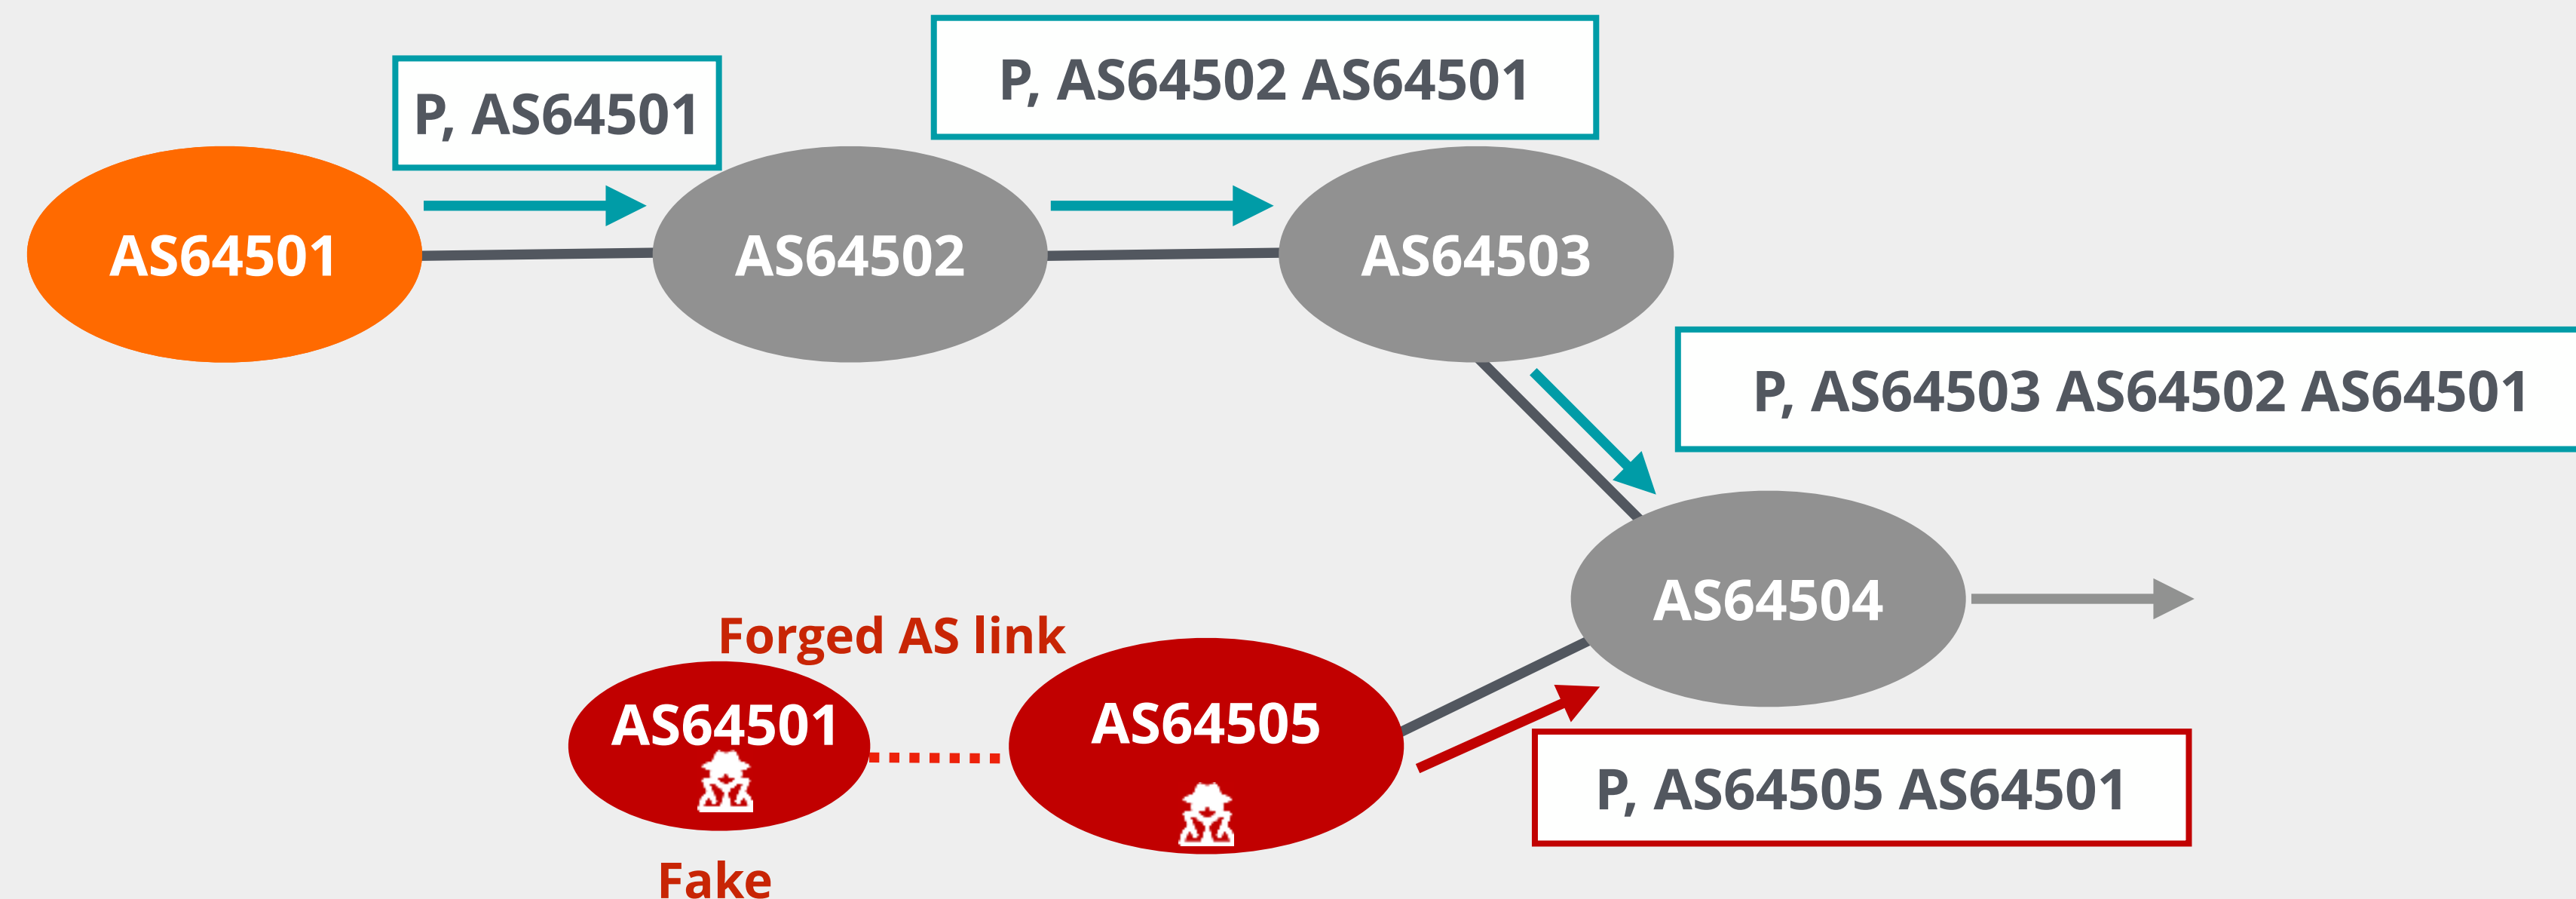 P, AS64502 AS64501
P, AS64501
AS64501
AS64502
AS64503
P, AS64503 AS64502 AS64501
AS64504
Forged AS link
AS64501
AS64505
P, AS64505 AS64501
Fake